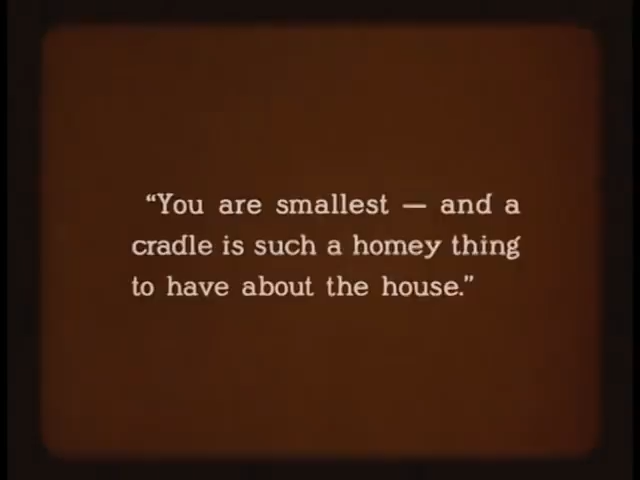 “You are smallest — and a
cradle is such a homey thing
to have about the house.”